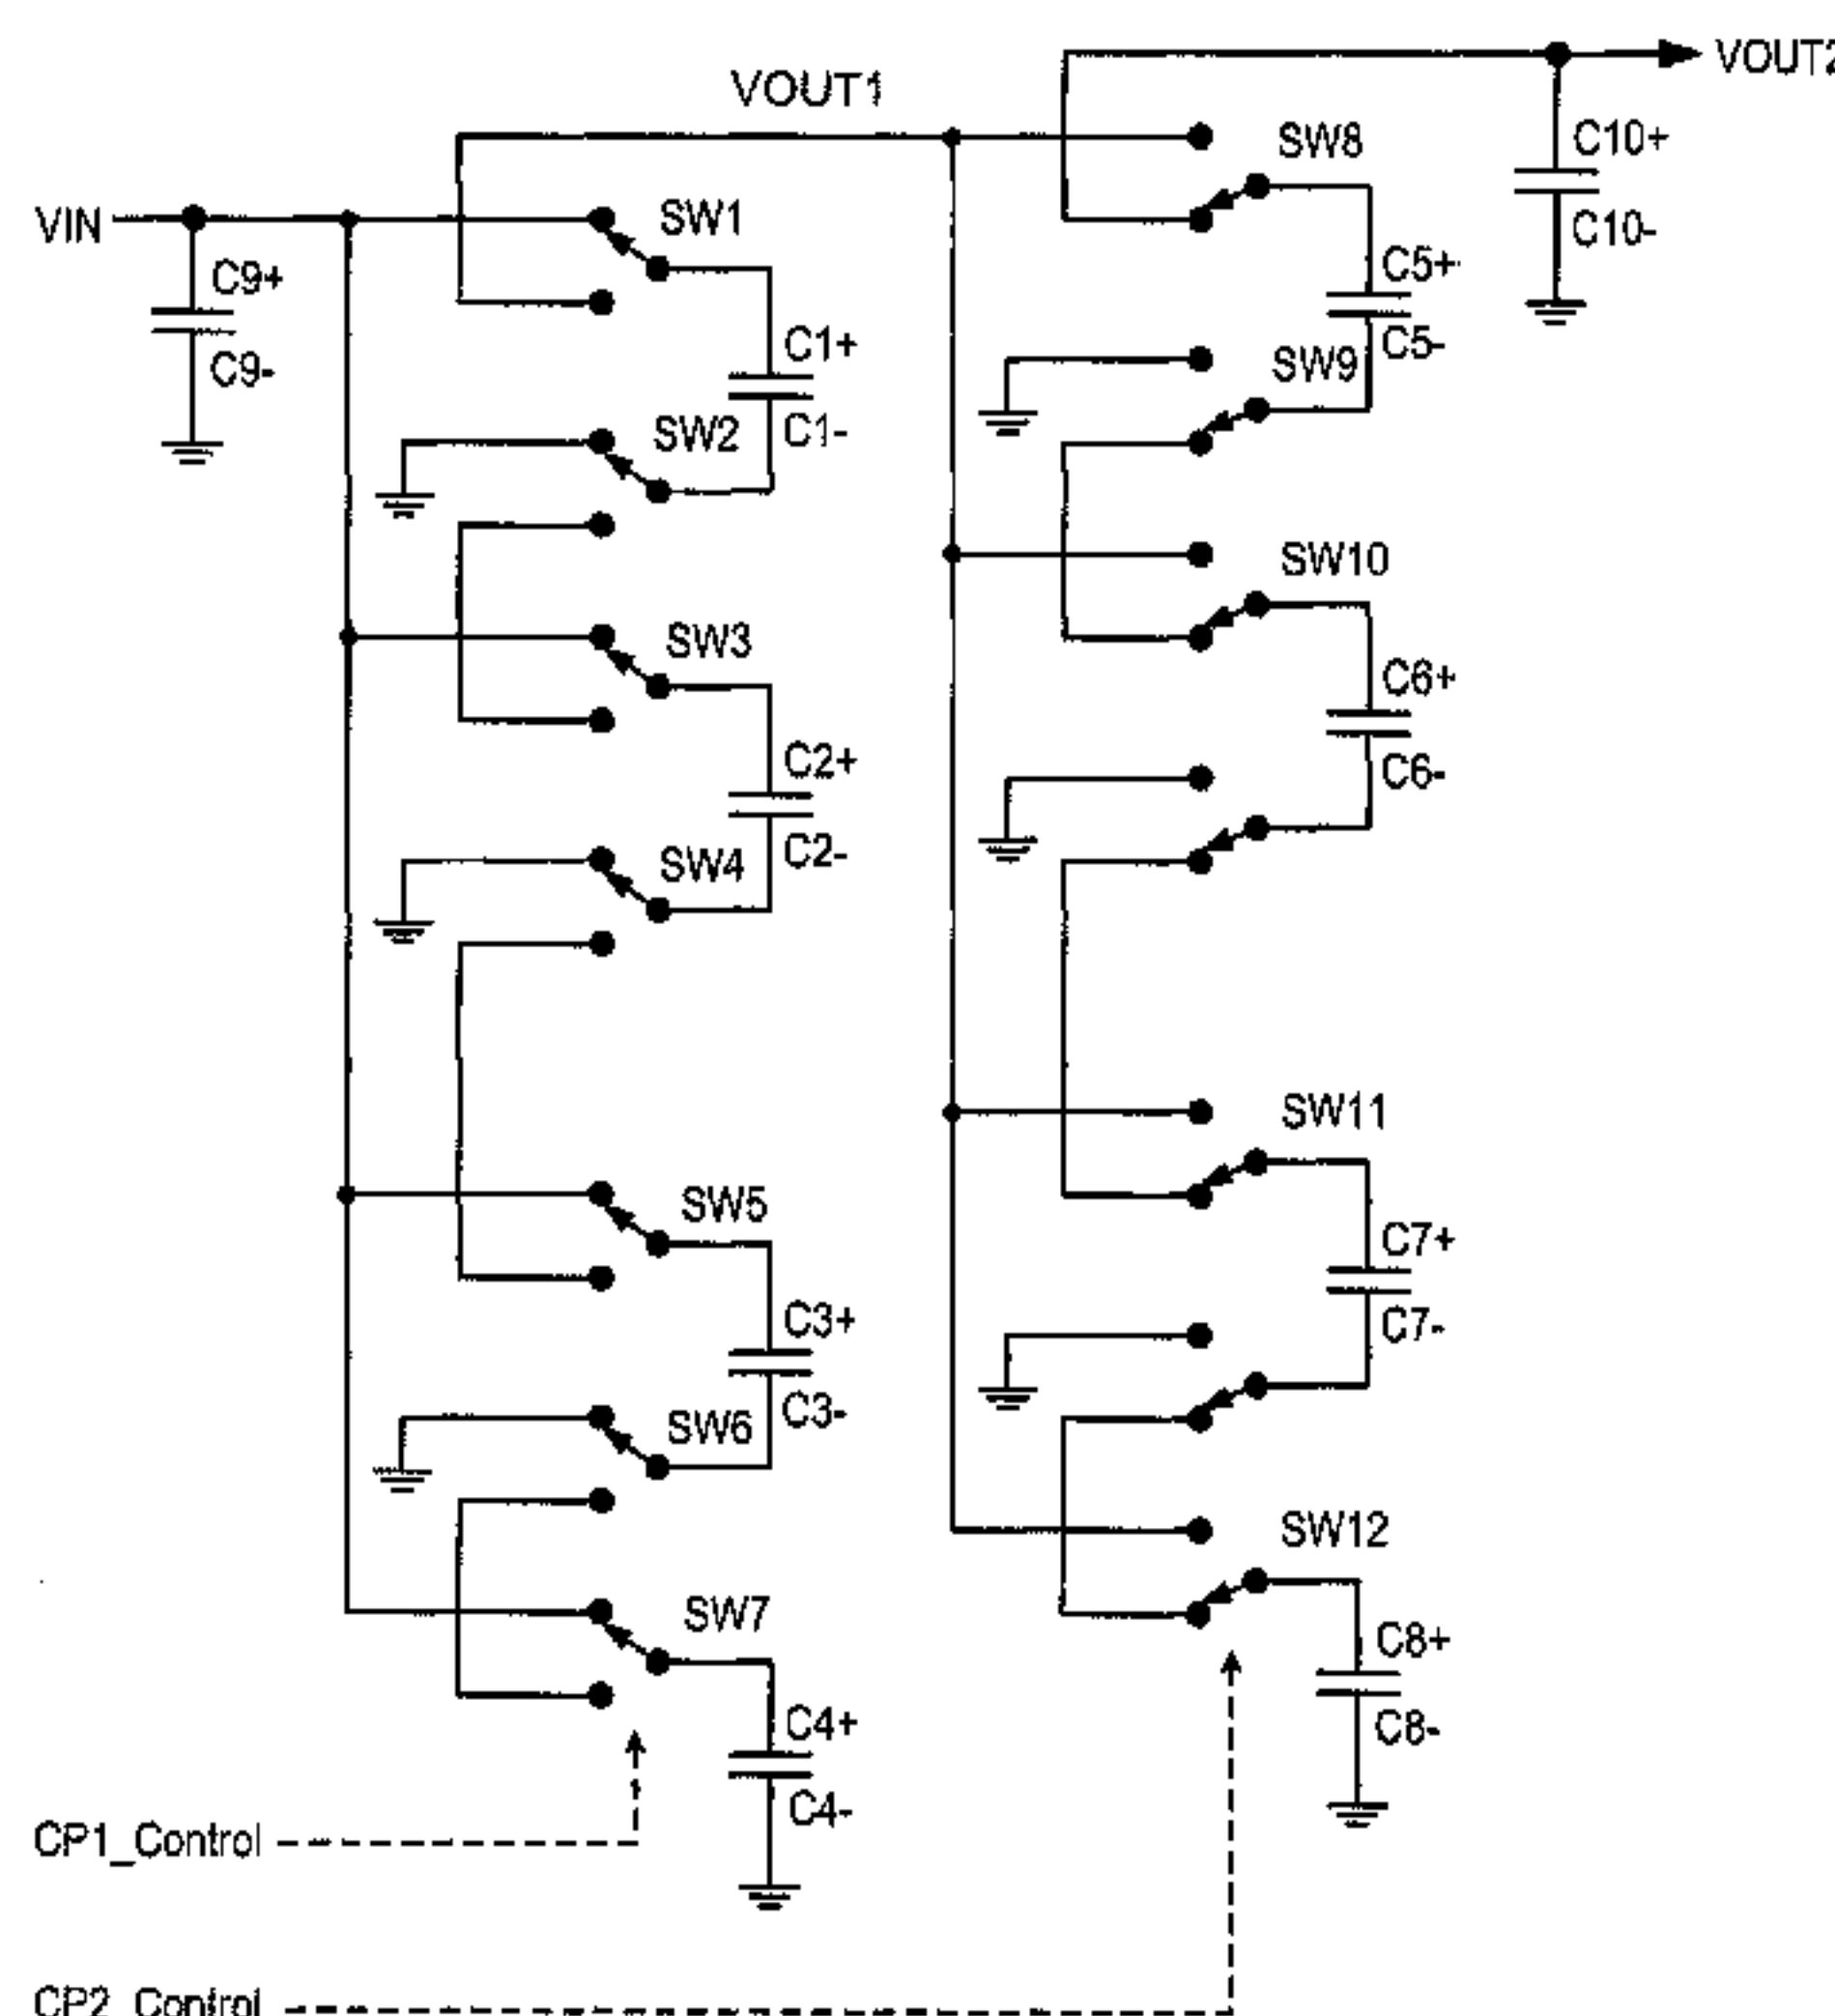 VOUT1
VOUT2
VIN
C9+
C9-
SW1
C1+
C1-
SW2
SW3
C2+
C2-
SW4
SW5
C3+
C3-
SW6
SW7
C4+
C4-
CP1_Control
CP2_Control
SW8
C10+
C10-
C5+
C5-
SW9
SW10
C6+
C6-
SW11
C7+
C7-
SW12
C8+
C8-